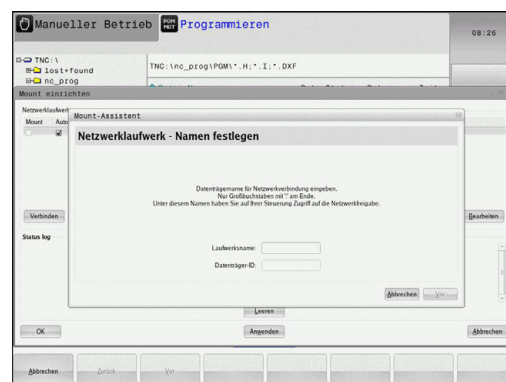 Manueller Betrieb
PGM MGT
Programmieren
08:26
TNC:\
lost+found
nc_prog
TNC:\nc_prog\PGM\*.H;*.I;*.DXF
Mount einrichten
Netzwerklaufwerk
Mount Auto
Mount-Assistent
Netzwerklaufwerk - Namen festlegen
Datenträgername für Netzwerkverbindung eingeben.
Nur Großbuchstaben mit ':' am Ende.
Unter diesem Namen haben Sie auf Ihrer Steuerung Zugriff auf die Netzwerkfreigabe.
Laufwerksname:
Datenträger-ID:
Abbrechen
Vor
Verbinden
Bearbeiten
Status log
Leeren
OK
Anwenden
Abbrechen
Abbrechen
Zurück
Vor